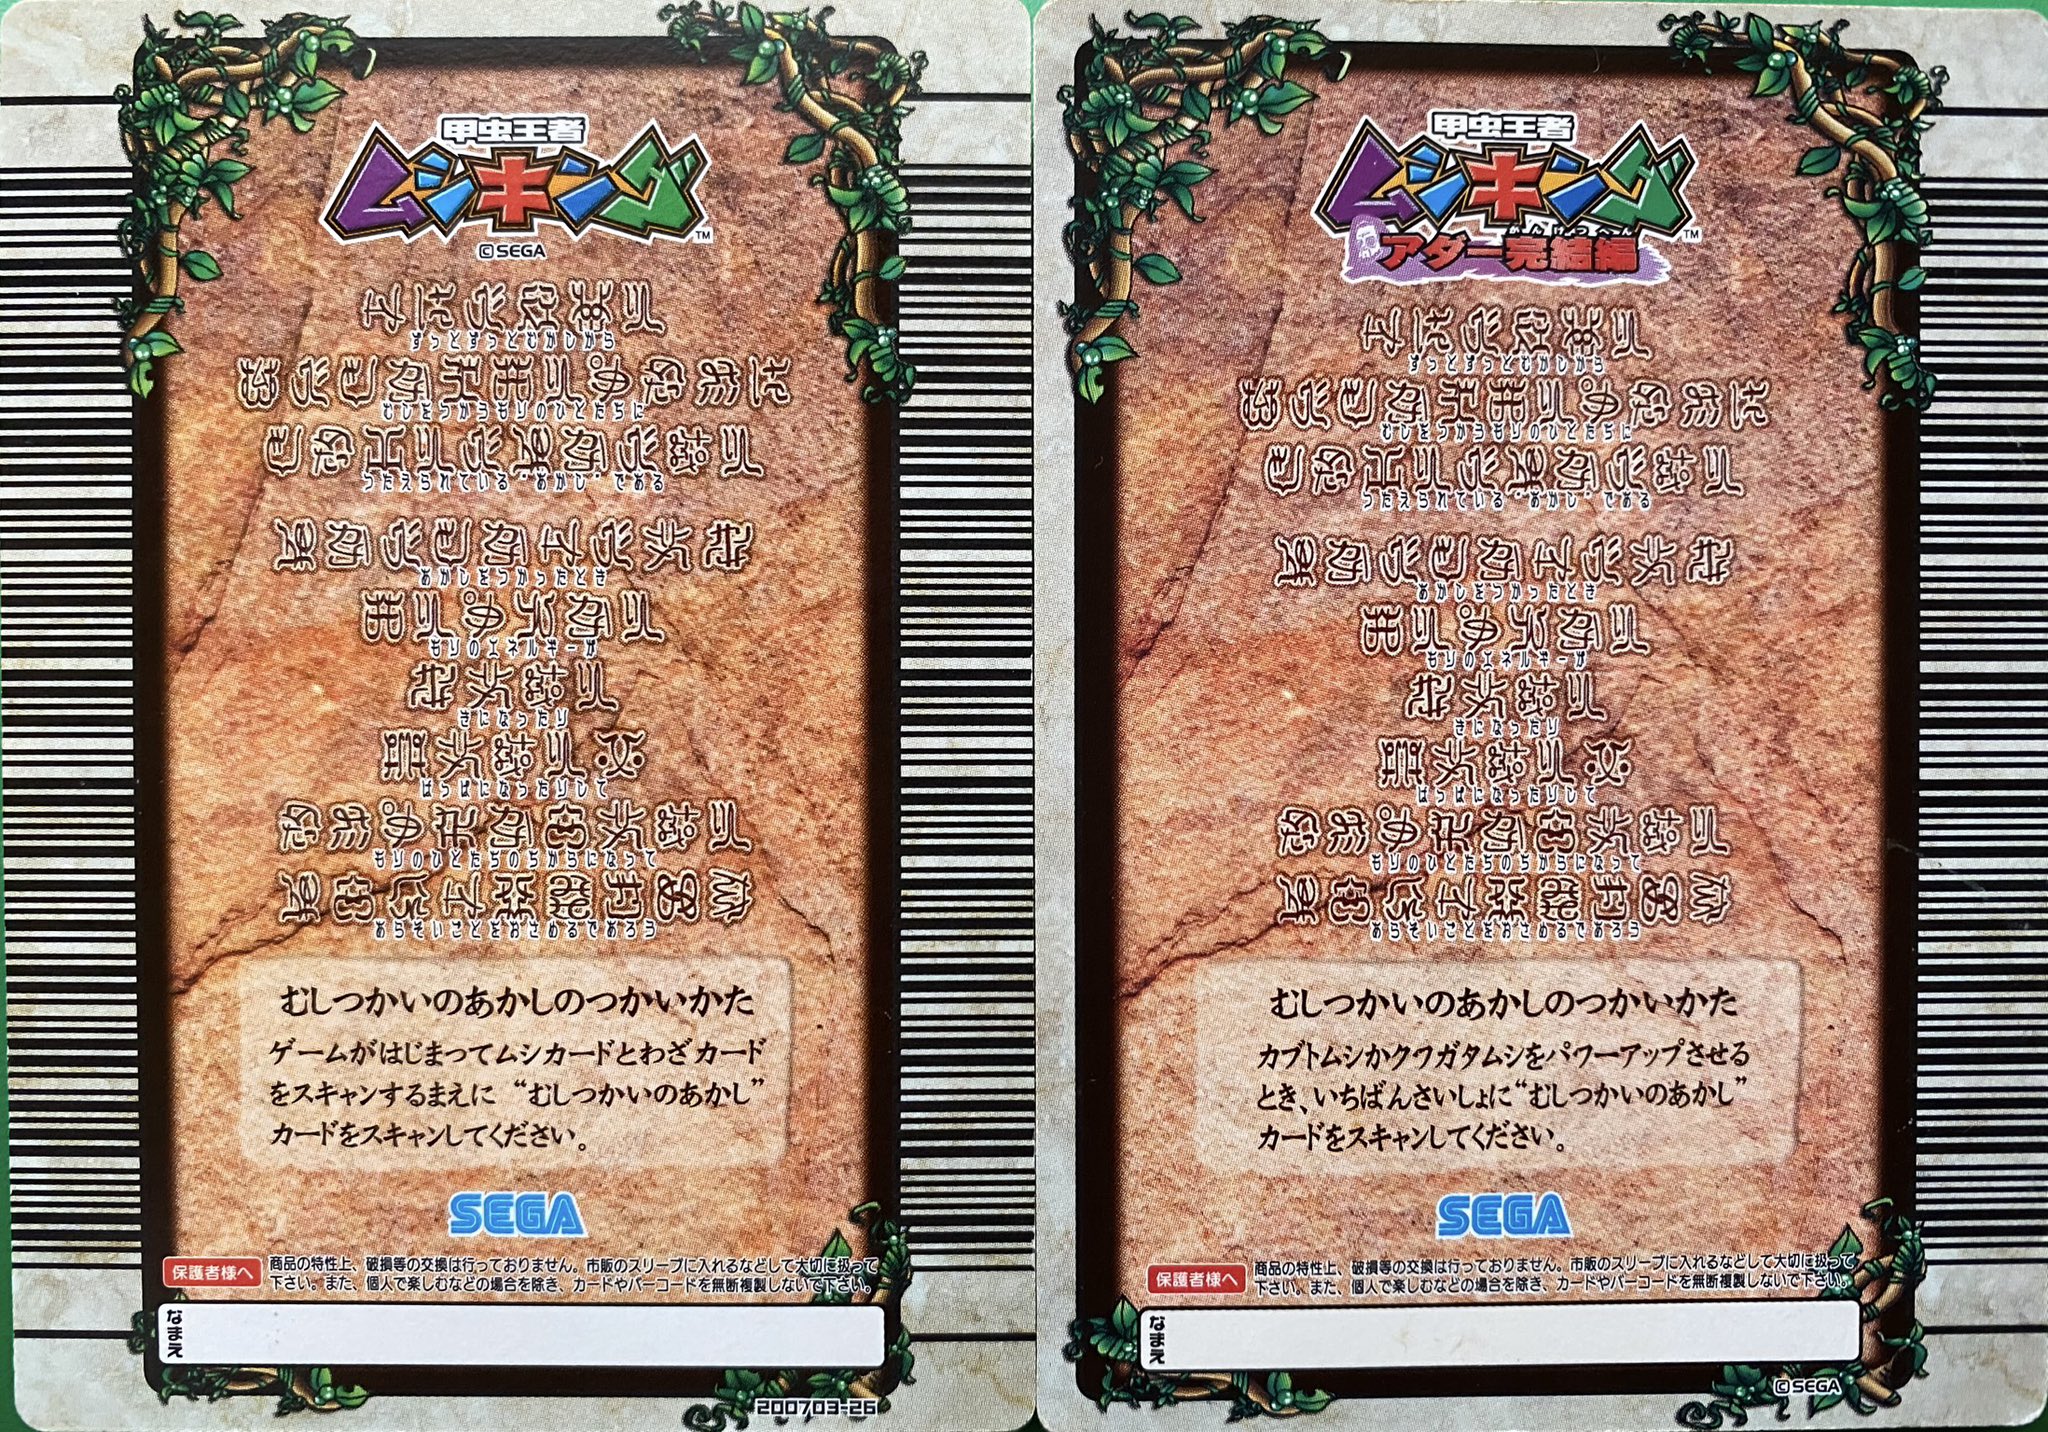 甲虫王者
ムシキング
TM
©SEGA
ずっとずっとむかしから
むしをつかうもりのひとたちに
つたえられている“あかし”である
あかしをつかったとき
もりのエネルギーが
きになったり
はっぱになったりして
もりのひとたちのちからになって
あらそいごとをおさめるであろう
むしつかいのあかしのつかいかた
ゲームがはじまってムシカードとわざカード
をスキャンするまえに “むしつかいのあかし”
カードをスキャンしてください。
SEGA
保護者様へ
商品の特性上、破損等の交換は行っておりません。市販のスリーブに入れるなどして大切に扱って
下さい。また、個人で楽しむなどの場合を除き、カードやバーコードを無断複製しないで下さい。
なまえ
200703-26
甲虫王者
ムシキング
TM
かんけつへん
アダー完結編
ずっとずっとむかしから
むしをつかうもりのひとたちに
つたえられている“あかし”である
あかしをつかったとき
もりのエネルギーが
きになったり
はっぱになったりして
もりのひとたちのちからになって
あらそいごとをおさめるであろう
むしつかいのあかしのつかいかた
カブトムシかクワガタムシをパワーアップさせる
とき、いちばんさいしょに“むしつかいのあかし”
カードをスキャンしてください。
SEGA
保護者様へ
商品の特性上、破損等の交換は行っておりません。市販のスリーブに入れるなどして大切に扱って
下さい。また、個人で楽しむなどの場合を除き、カードやバーコードを無断複製しないで下さい。
なまえ
©SEGA